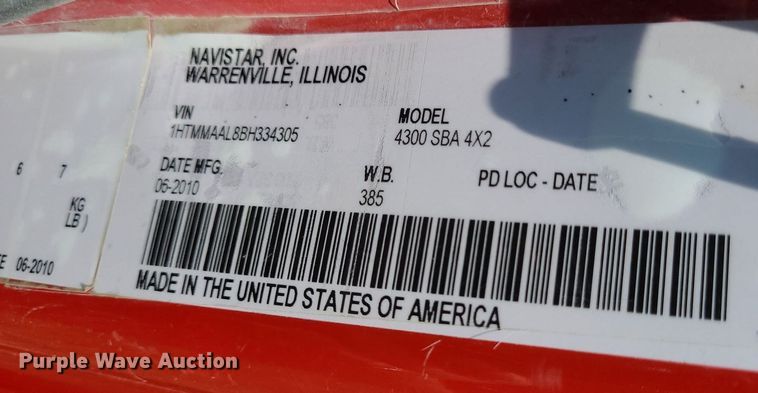 NAVISTAR, INC.
WARRENVILLE, ILLINOIS
VIN MODEL
1HTMMAAL8BH334305 4300 SBA 4X2
DATE MFG. W.B. PD LOC - DATE
06-2010 385
MADE IN THE UNITED STATES OF AMERICA
6 7
KG
LB )
E 06-2010
Purple Wave Auction